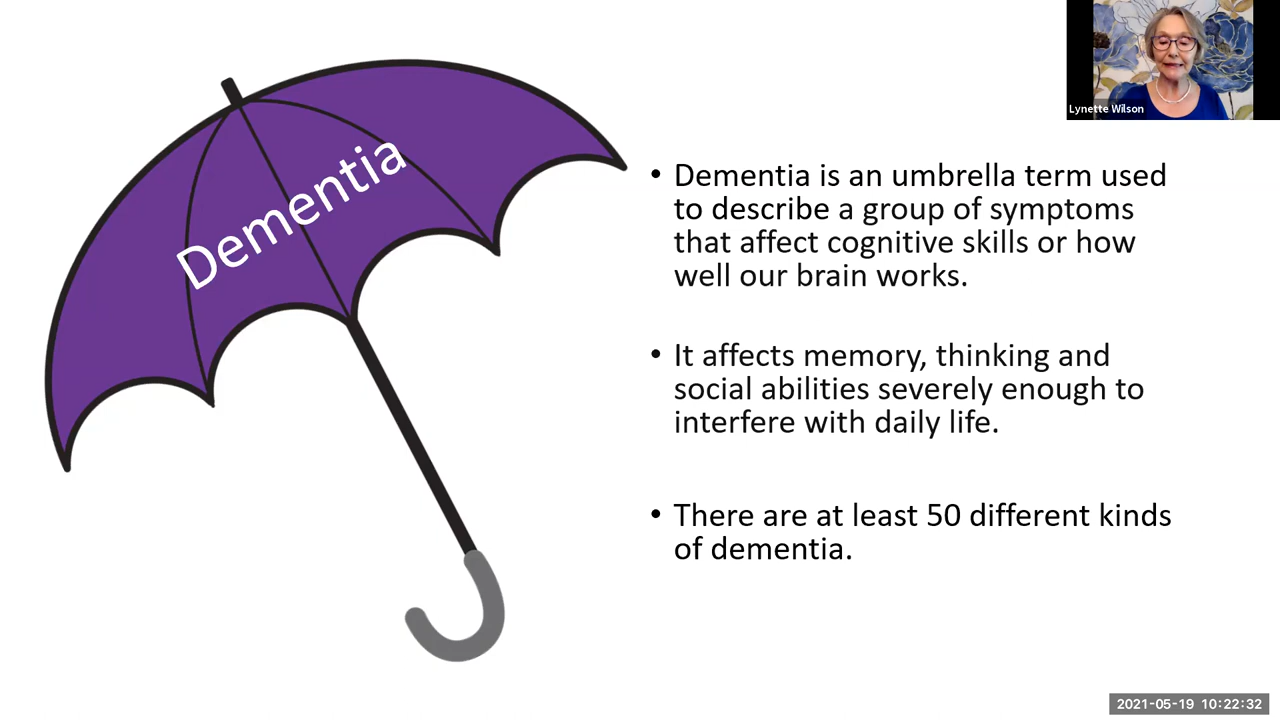 Lynette Wilson
Dementia
• Dementia is an umbrella term used
to describe a group of symptoms
that affect cognitive skills or how
well our brain works.
• It affects memory, thinking and
social abilities severely enough to
interfere with daily life.
• There are at least 50 different kinds
of dementia.
2021-05-19 10:22:32